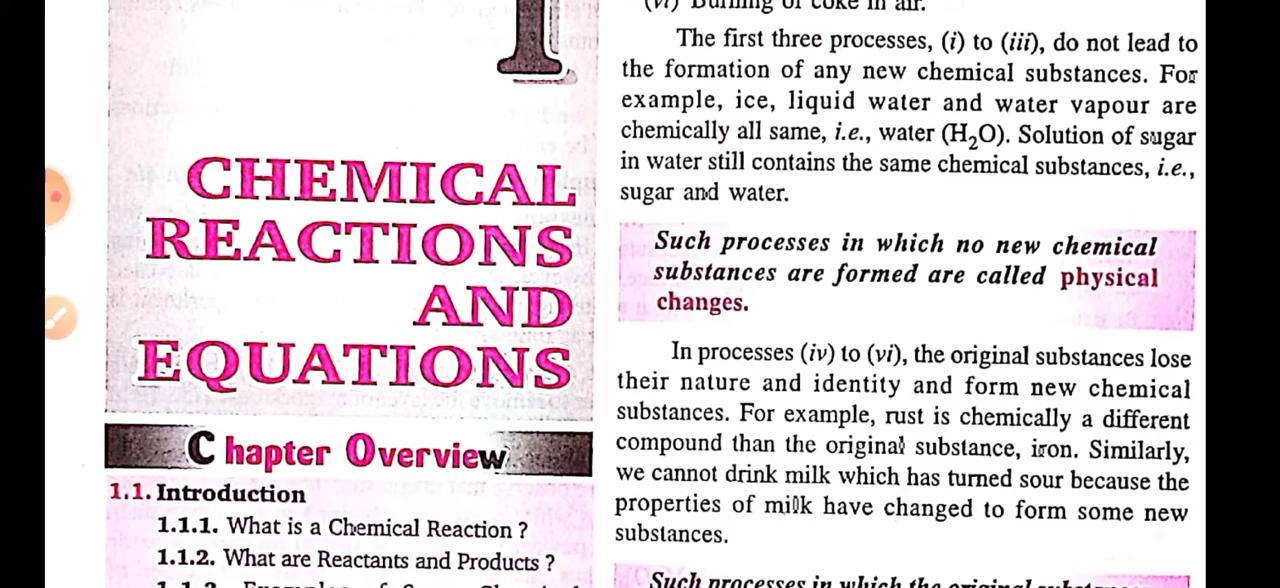 1
CHEMICAL
REACTIONS
AND
EQUATIONS
Chapter Overview
1.1. Introduction
1.1.1. What is a Chemical Reaction ?
1.1.2. What are Reactants and Products ?
(vi) Burning of coke in air.
The first three processes, (i) to (iii), do not lead to
the formation of any new chemical substances. For
example, ice, liquid water and water vapour are
chemically all same, i.e., water (H₂O). Solution of sugar
in water still contains the same chemical substances, i.e.,
sugar and water.
Such processes in which no new chemical
substances are formed are called physical
changes.
In processes (iv) to (vi), the original substances lose
their nature and identity and form new chemical
substances. For example, rust is chemically a different
compound than the original substance, iron. Similarly,
we cannot drink milk which has turned sour because the
properties of milk have changed to form some new
substances.
Such processes in which the original